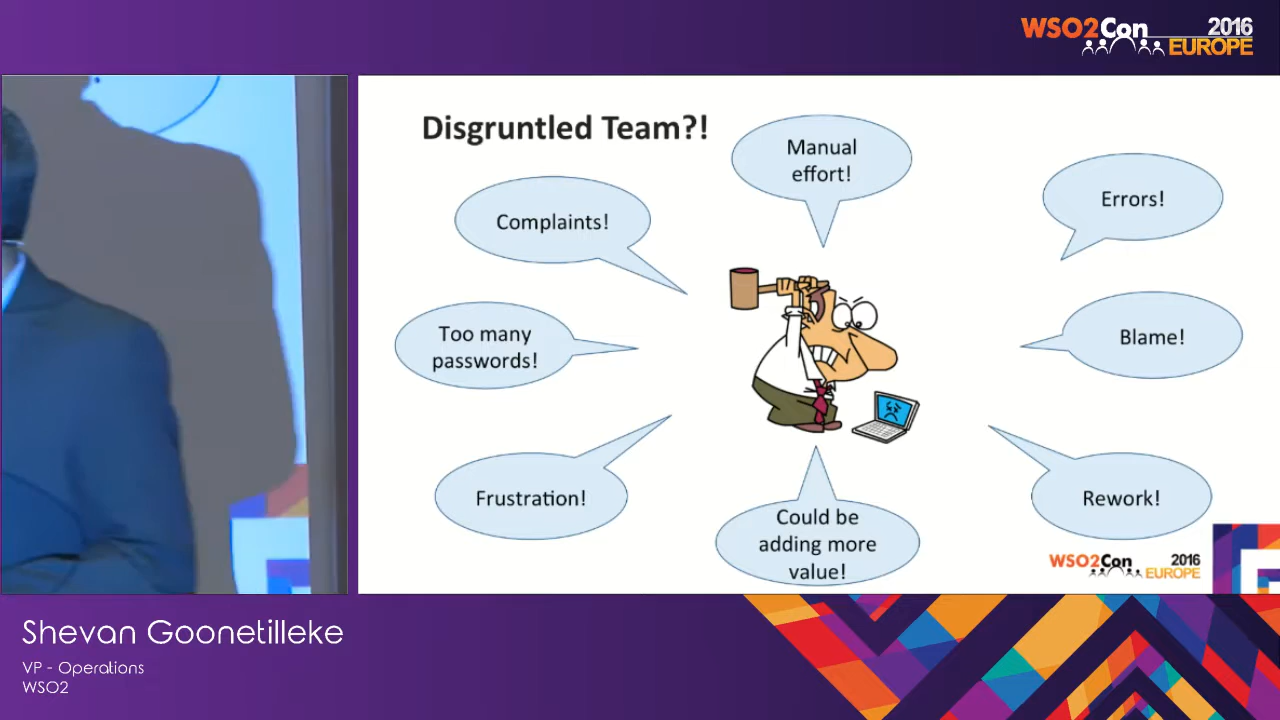 WSO2Con 2016
EUROPE
Disgruntled Team?!
Manual
effort!
Complaints!
Errors!
Too many
passwords!
Blame!
Frustration!
Could be
adding more
value!
Rework!
WSO2Con 2016
EUROPE
Shevan Goonetilleke
VP - Operations
WSO2